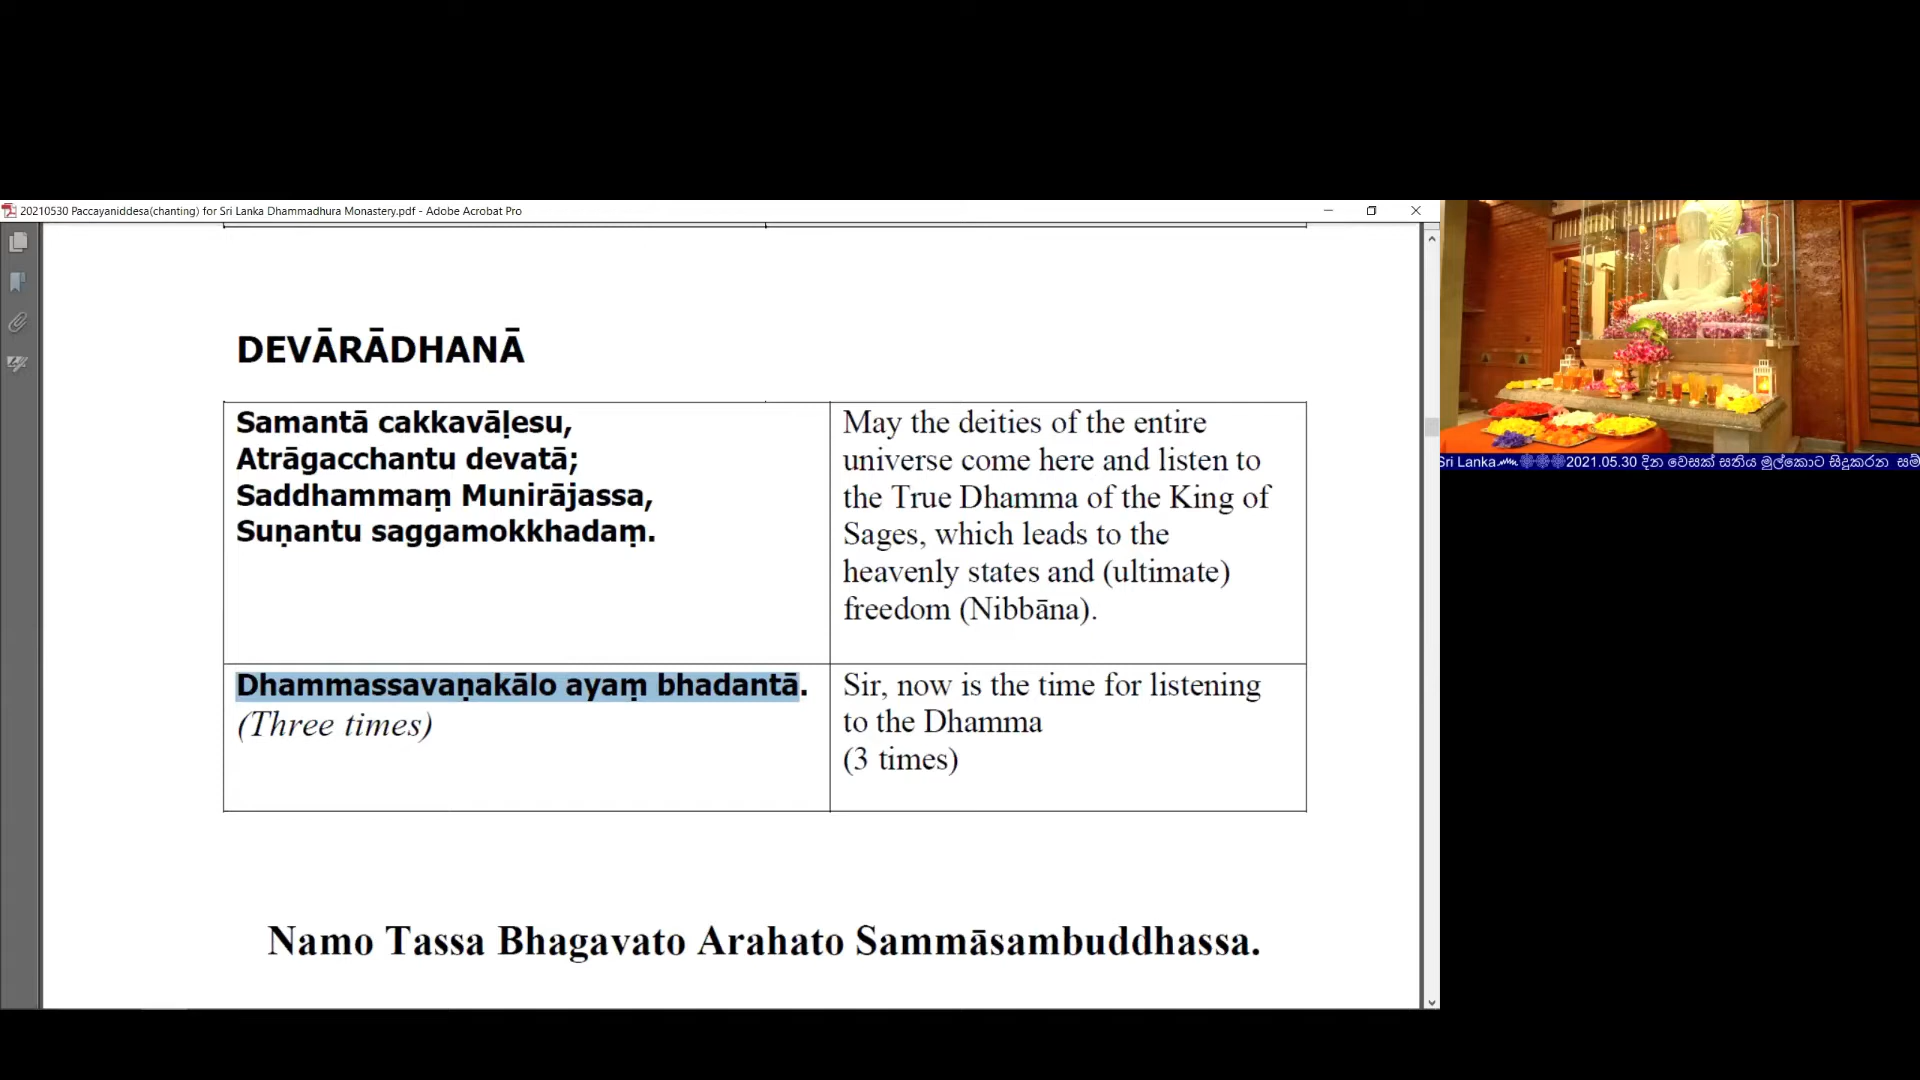 20210530 Paccayaniddesa(chanting) for Sri Lanka Dhammadhura Monastery.pdf - Adobe Acrobat Pro
DEVĀRĀDHANĀ
Samantā cakkavāḷesu,
Atrāgacchantu devatā;
Saddhammaṃ Munirājassa,
Suṇantu saggamokkhadaṃ.
May the deities of the entire
universe come here and listen to
the True Dhamma of the King of
Sages, which leads to the
heavenly states and (ultimate)
freedom (Nibbāna).
Dhammassavaṇakālo ayaṃ bhadantā.
(Three times)
Sir, now is the time for listening
to the Dhamma
(3 times)
Namo Tassa Bhagavato Arahato Sammāsambuddhassa.
Sri Lanka 2021.05.30 දින වෙසක් සතිය මුල්කොට සිදුකරන